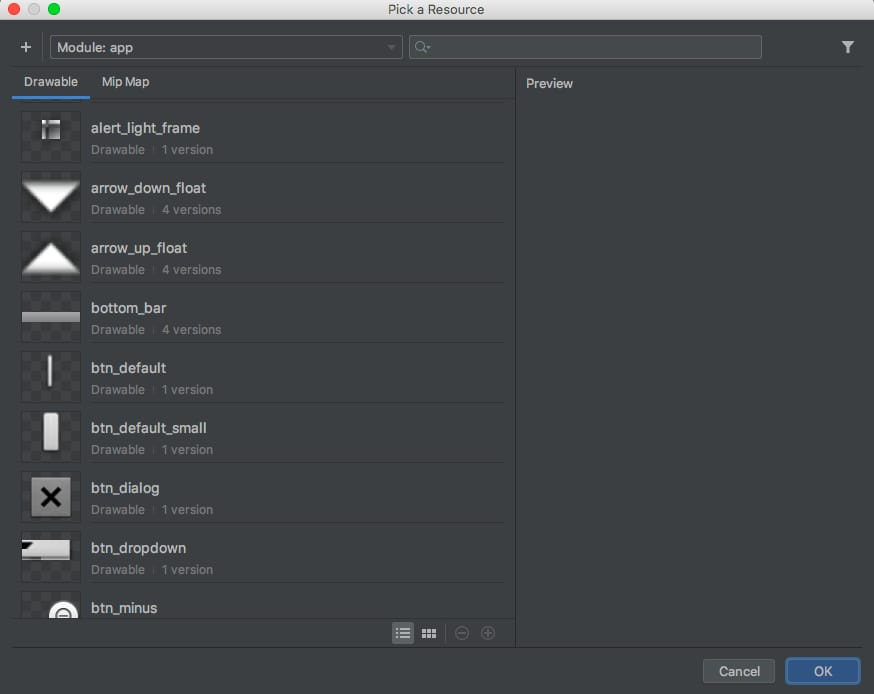 Pick a Resource
Module: app
Drawable Mip Map
Preview
alert_light_frame
Drawable | 1 version
arrow_down_float
Drawable | 4 versions
arrow_up_float
Drawable | 4 versions
bottom_bar
Drawable | 4 versions
btn_default
Drawable | 1 version
btn_default_small
Drawable | 1 version
btn_dialog
Drawable | 1 version
btn_dropdown
Drawable | 1 version
btn_minus
Cancel OK